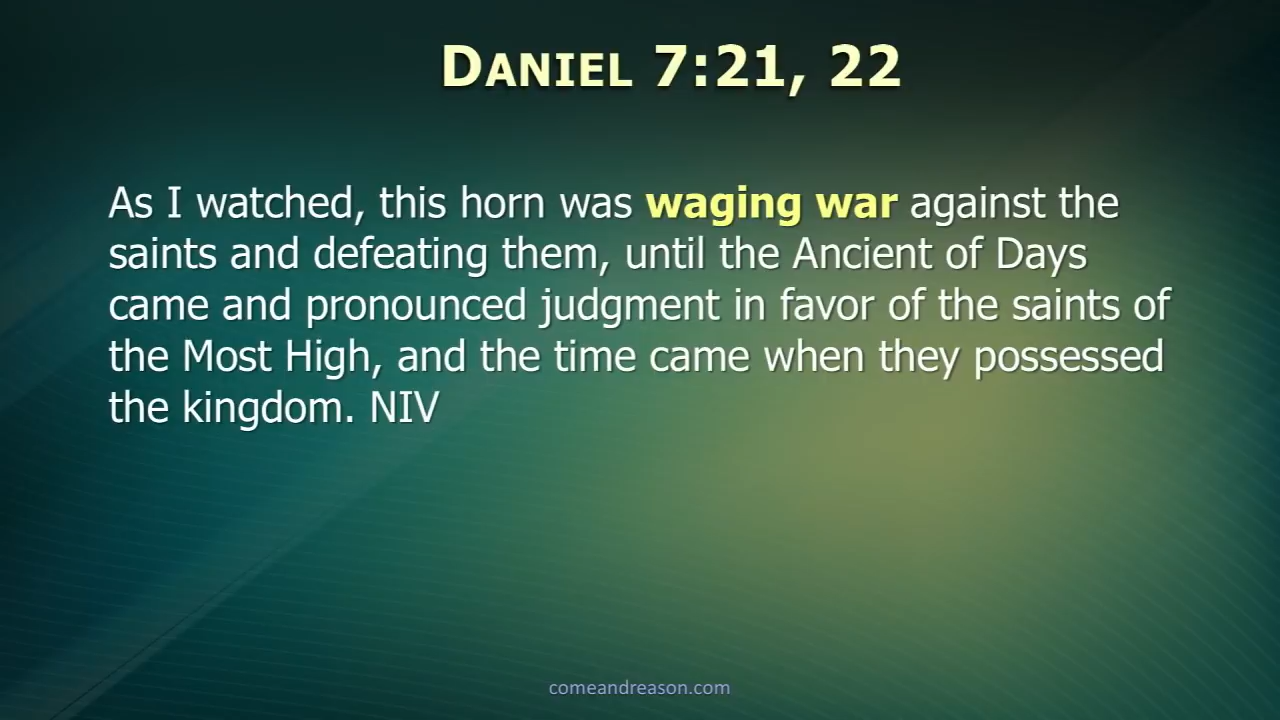 DANIEL 7:21, 22
As I watched, this horn was waging war against the
saints and defeating them, until the Ancient of Days
came and pronounced judgment in favor of the saints of
the Most High, and the time came when they possessed
the kingdom. NIV
comeandreason.com